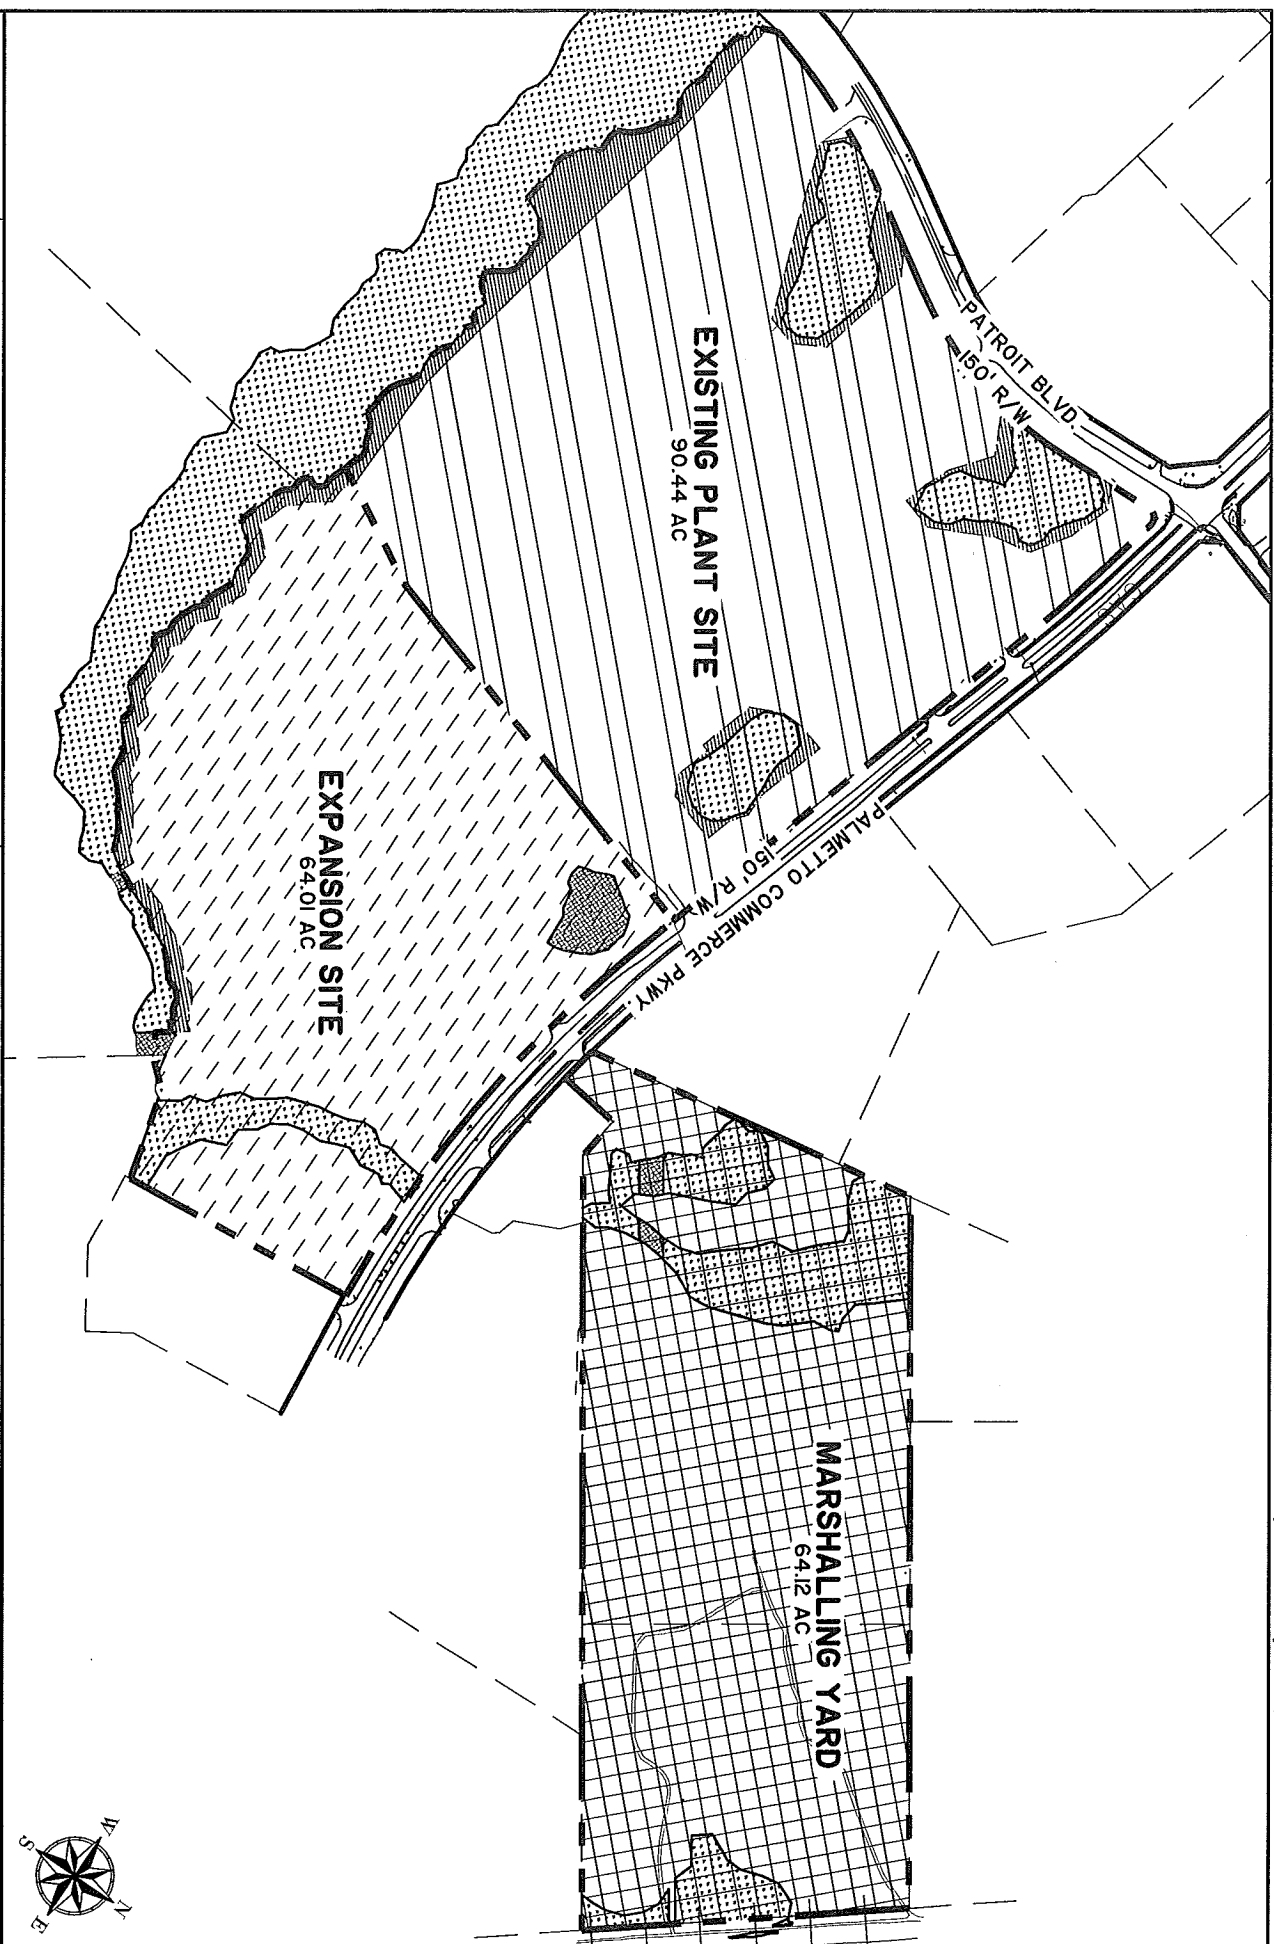 PATROIT BLVD.
150' R/W
EXISTING PLANT SITE
90.44 AC
PALMETTO COMMERCE PKWY.
150' R/W
EXPANSION SITE
64.01 AC
MARSHALLING YARD
64.12 AC
W
N
S
E